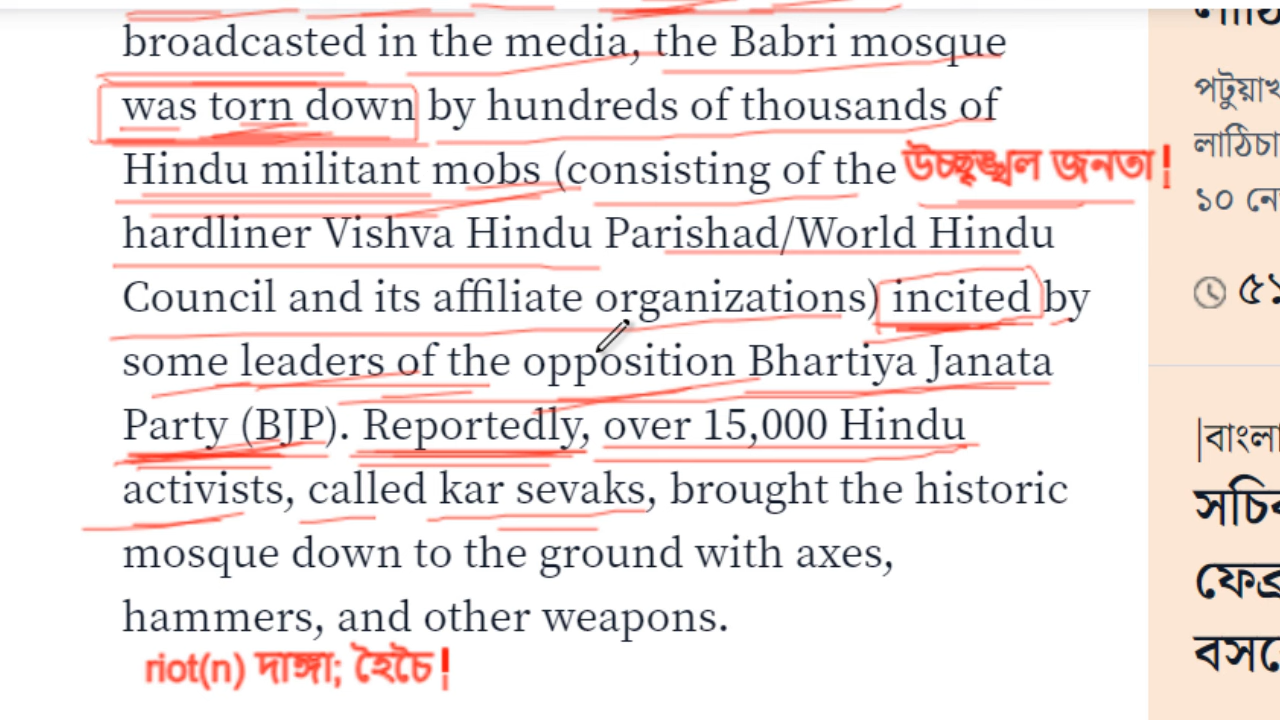 broadcasted in the media, the Babri mosque
was torn down by hundreds of thousands of
Hindu militant mobs (consisting of the উচ্ছৃঙ্খল জনতা!
hardliner Vishva Hindu Parishad/World Hindu
Council and its affiliate organizations) incited by
some leaders of the opposition Bhartiya Janata
Party (BJP). Reportedly, over 15,000 Hindu
activists, called kar sevaks, brought the historic
mosque down to the ground with axes,
hammers, and other weapons.
riot(n) দাঙ্গা; হৈচৈ!
১০
৫১